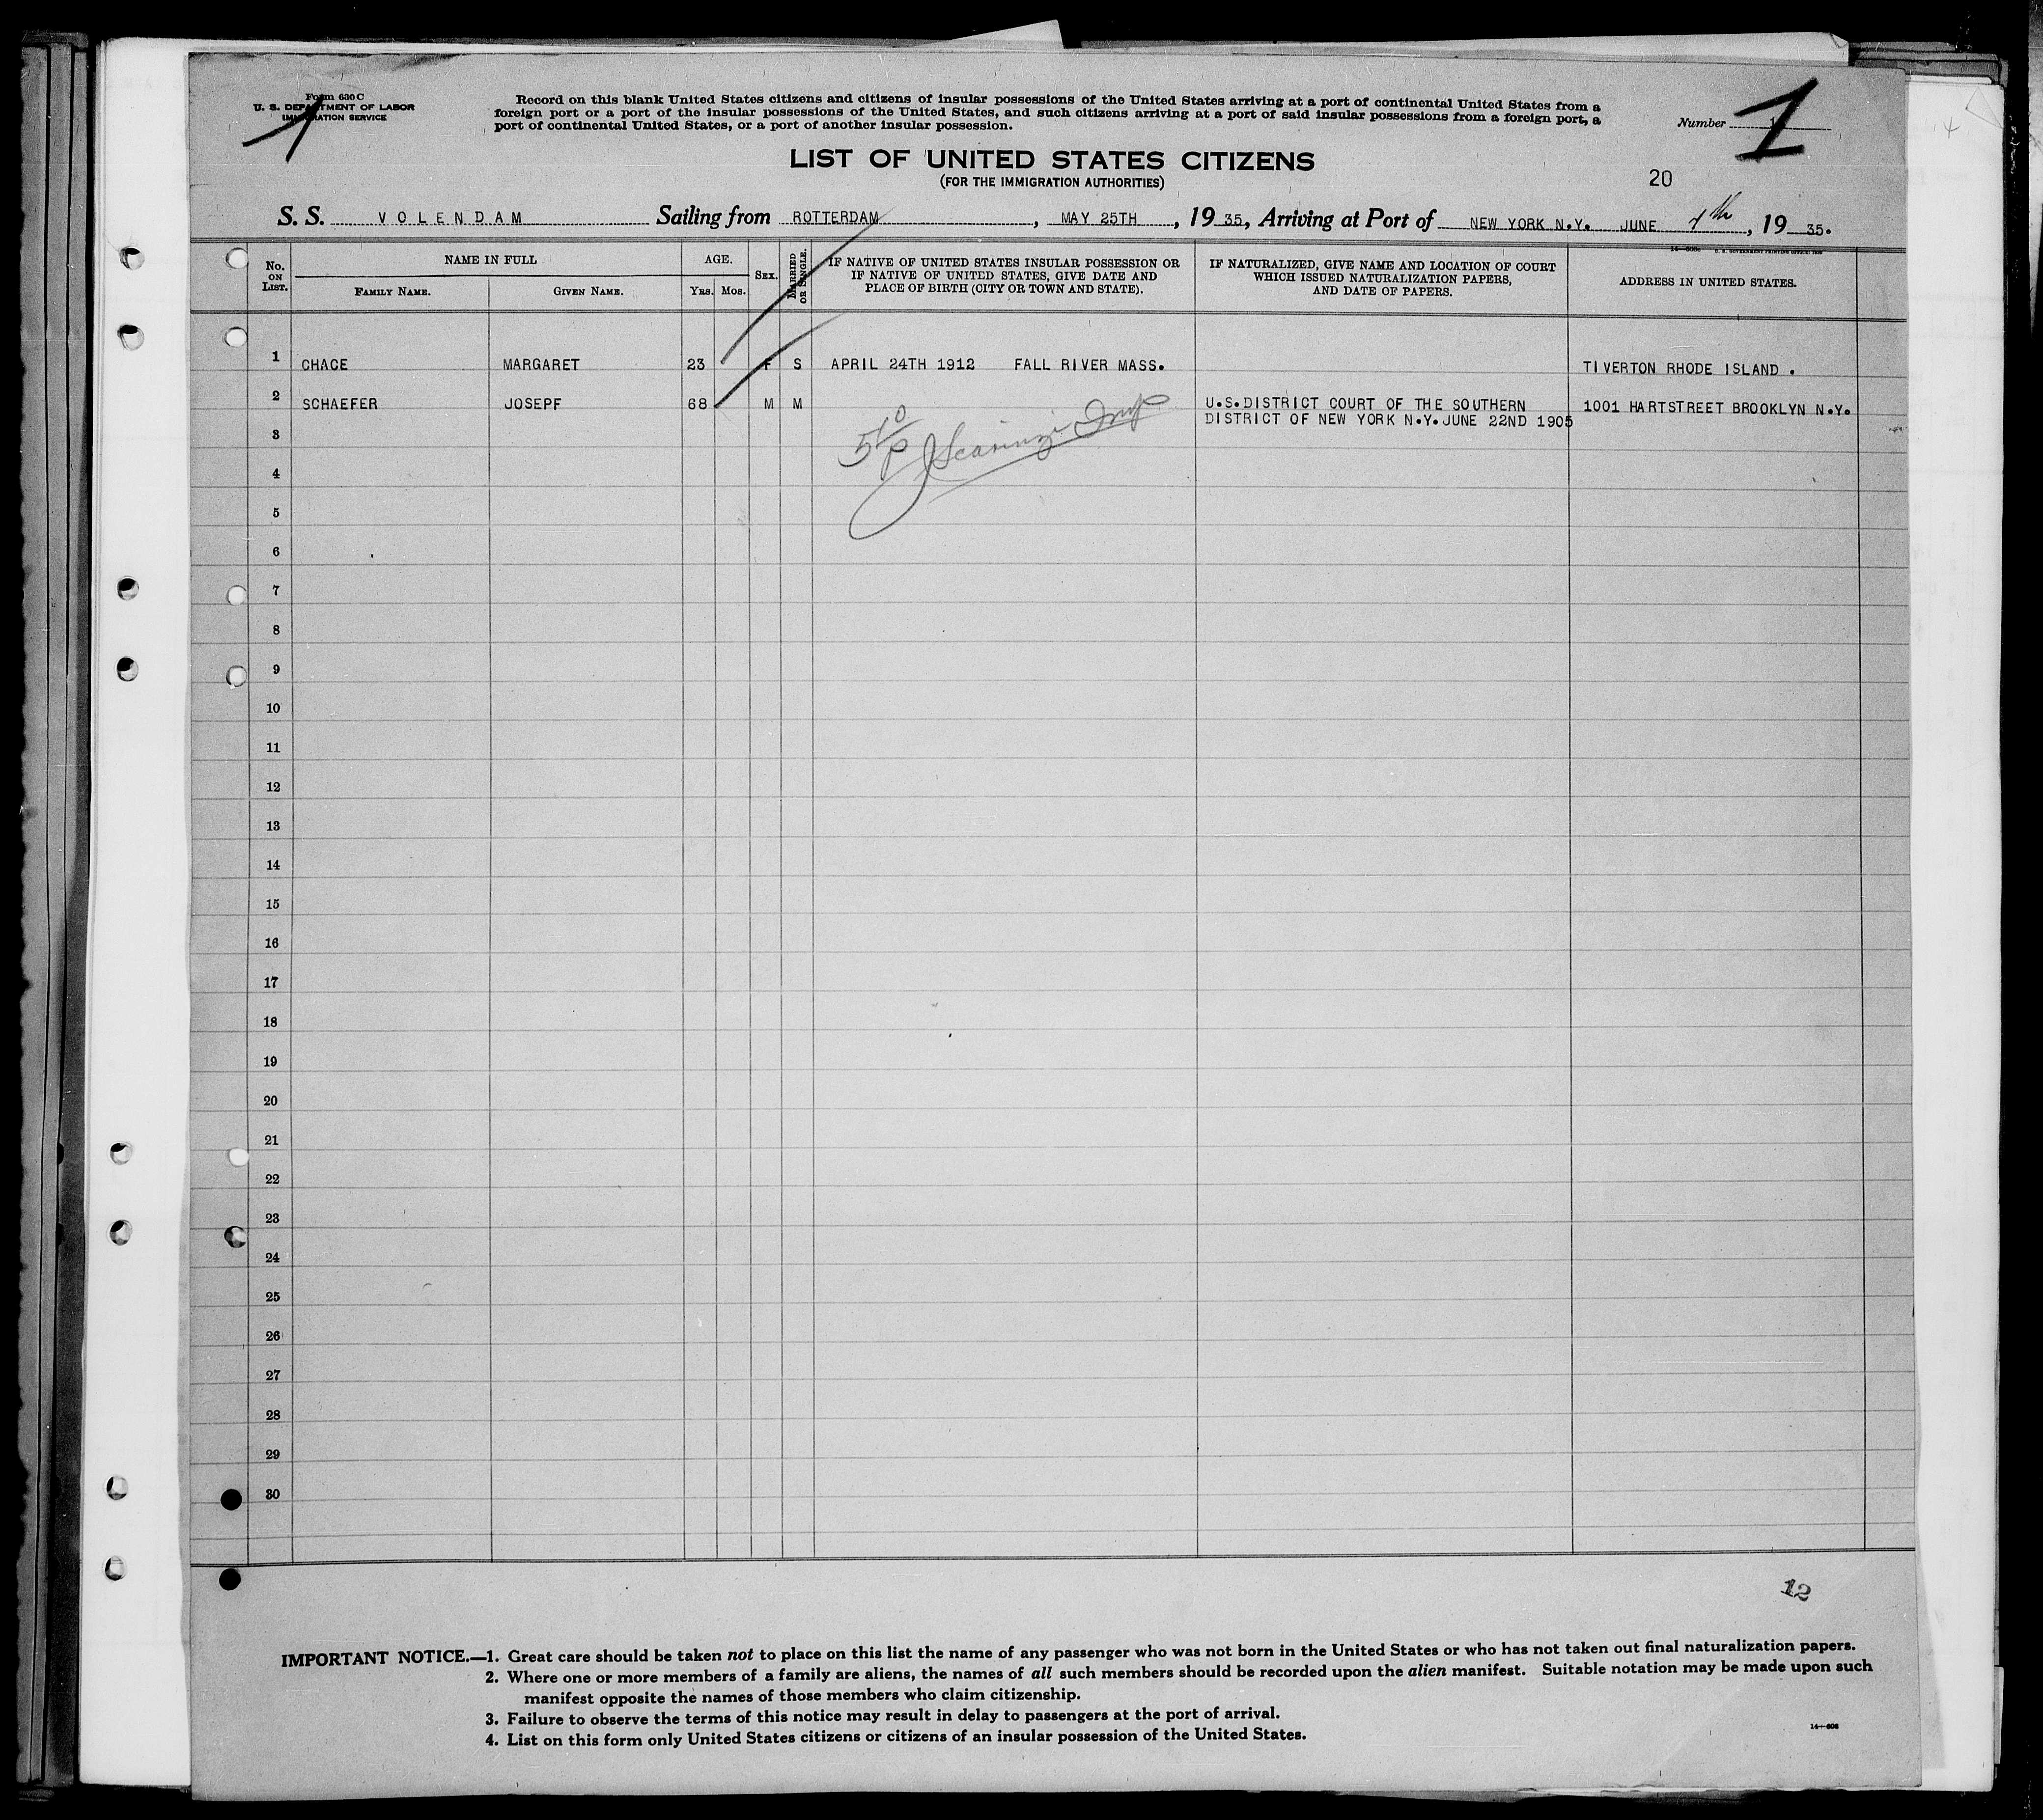 Form 630 C
U. S. DEPARTMENT OF LABOR
IMMIGRATION SERVICE
Record on this blank United States citizens and citizens of insular possessions of the United States arriving at a port of continental United States from a
foreign port or a port of the insular possessions of the United States, and such citizens arriving at a port of said insular possessions from a foreign port, a
port of continental United States, or a port of another insular possession.
Number 1
1
1
LIST OF UNITED STATES CITIZENS
(FOR THE IMMIGRATION AUTHORITIES)
20
S. S. VOLENDAM Sailing from ROTTERDAM, MAY 25TH, 19 35, Arriving at Port of NEW YORK N.Y. JUNE 4th, 19 35.
No. ON LIST.
NAME IN FULL
FAMILY NAME. GIVEN NAME.
AGE.
YRS. MOS.
SEX.
MARRIED OR SINGLE.
IF NATIVE OF UNITED STATES INSULAR POSSESSION OR
IF NATIVE OF UNITED STATES, GIVE DATE AND
PLACE OF BIRTH (CITY OR TOWN AND STATE).
IF NATURALIZED, GIVE NAME AND LOCATION OF COURT
WHICH ISSUED NATURALIZATION PAPERS,
AND DATE OF PAPERS.
ADDRESS IN UNITED STATES.
1 CHACE MARGARET 23 F S APRIL 24TH 1912 FALL RIVER MASS. TIVERTON RHODE ISLAND .
2 SCHAEFER JOSEPF 68 M M U.S.DISTRICT COURT OF THE SOUTHERN 1001 HARTSTREET BROOKLYN N.Y.
DISTRICT OF NEW YORK N.Y.JUNE 22ND 1905
3
4
5
6
7
8
9
10
11
12
13
14
15
16
17
18
19
20
21
22
23
24
25
26
27
28
29
30
12
IMPORTANT NOTICE.—1. Great care should be taken not to place on this list the name of any passenger who was not born in the United States or who has not taken out final naturalization papers.
2. Where one or more members of a family are aliens, the names of all such members should be recorded upon the alien manifest. Suitable notation may be made upon such
manifest opposite the names of those members who claim citizenship.
3. Failure to observe the terms of this notice may result in delay to passengers at the port of arrival.
4. List on this form only United States citizens or citizens of an insular possession of the United States.
14—608